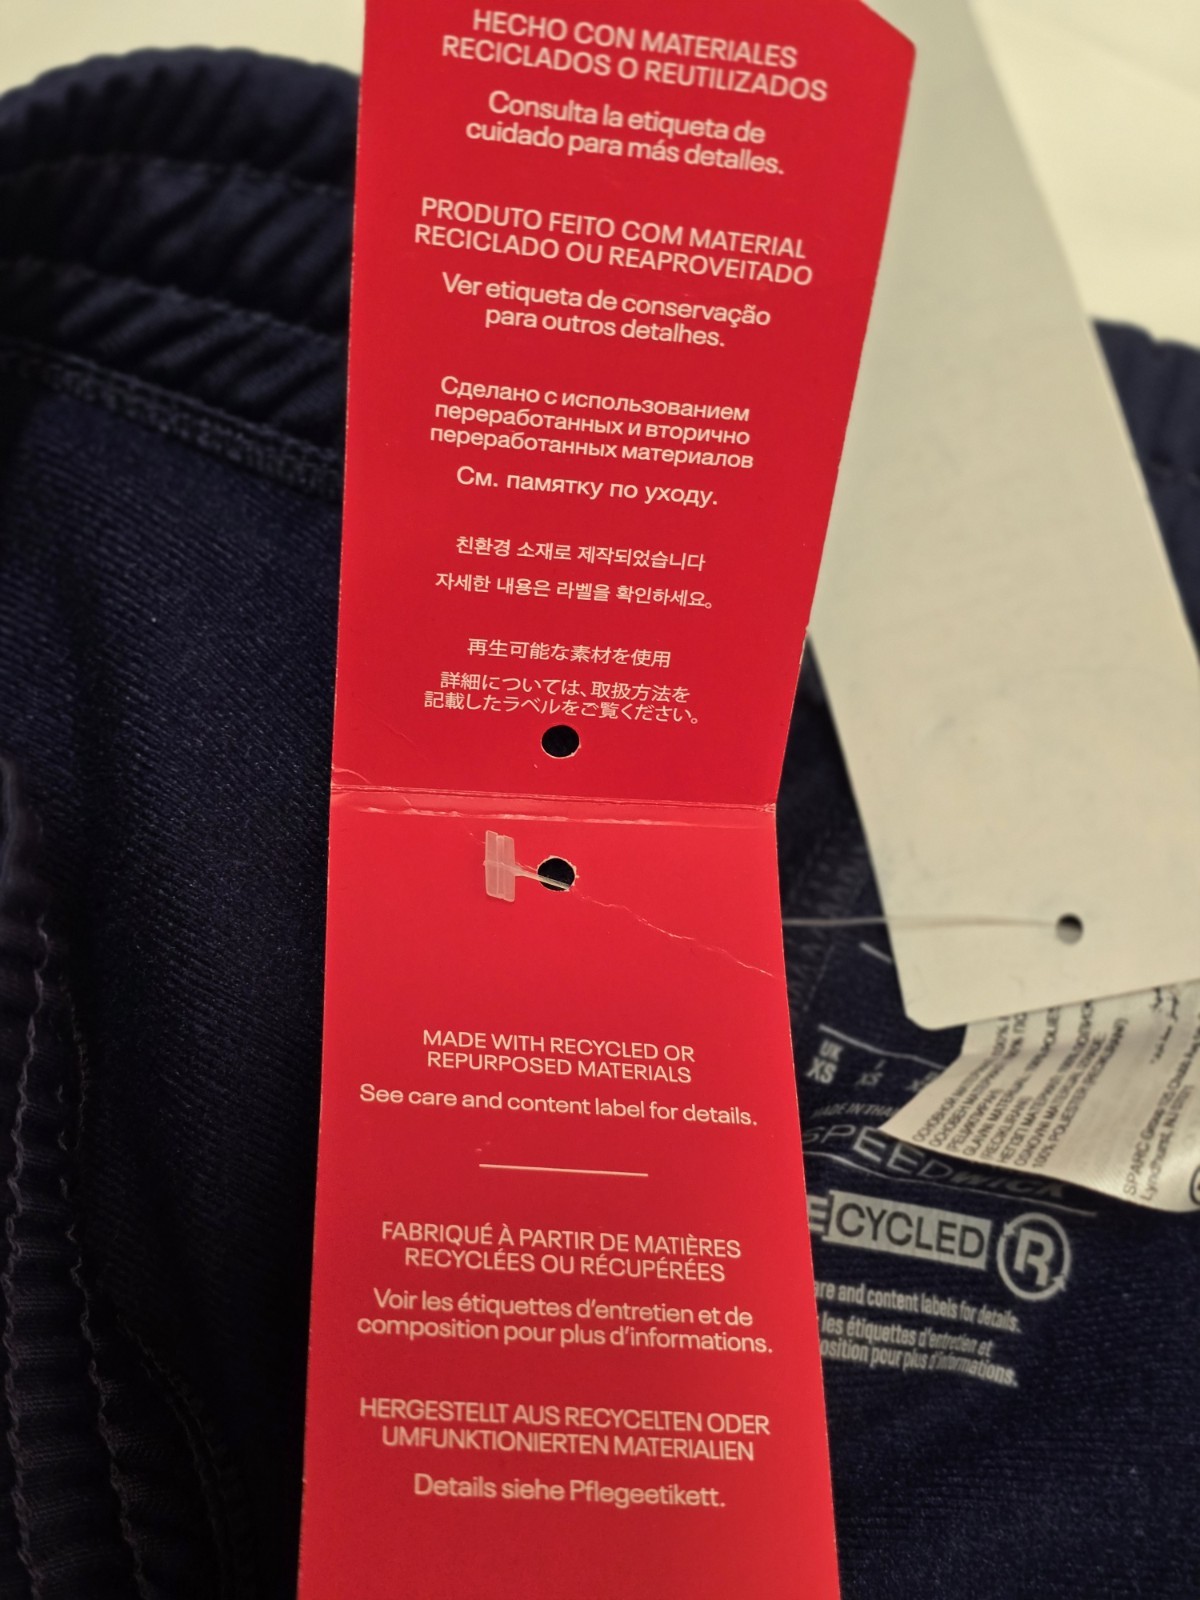 HECHO CON MATERIALES
RECICLADOS O REUTILIZADOS
Consulta la etiqueta de
cuidado para más detalles.
PRODUTO FEITO COM MATERIAL
RECICLADO OU REAPROVEITADO
Ver etiqueta de conservação
para outros detalhes.
Сделано с использованием
переработанных и вторично
переработанных материалов
См. памятку по уходу.
친환경 소재로 제작되었습니다
자세한 내용은 라벨을 확인하세요。
再生可能な素材を使用
詳細については、取扱方法を
記載したラベルをご覧ください。
MADE WITH RECYCLED OR
REPURPOSED MATERIALS
See care and content label for details.
FABRIQUÉ À PARTIR DE MATIÈRES
RECYCLÉES OU RÉCUPÉRÉES
Voir les étiquettes d'entretien et de
composition pour plus d'informations.
HERGESTELLT AUS RECYCELTEN ODER
UMFUNKTIONIERTEN MATERIALIEN
Details siehe Pflegeetikett.
UK
XS
XS
MADE IN
SPEEDWICK
CYCLED R
and content labels for details.
les étiquettes d'entretien et
pour plus d'informations.
100% POLIESTER
SPARC
Lyndhurst, NJ